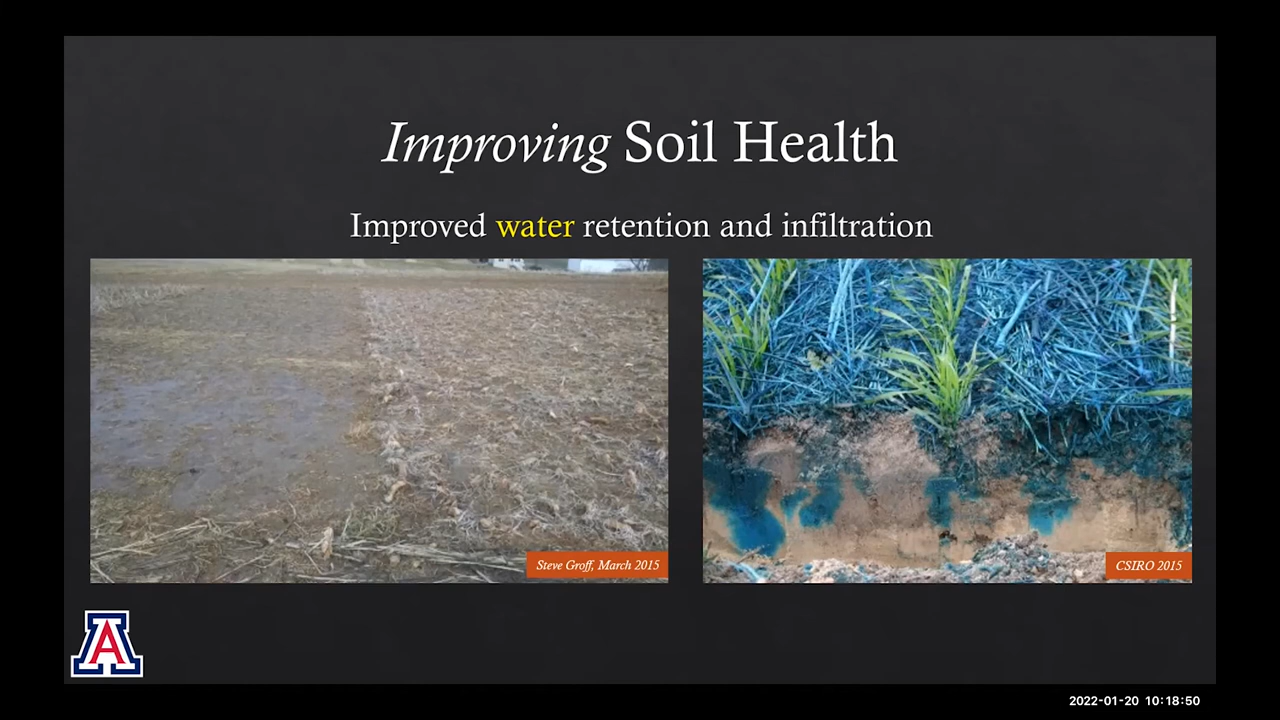 Improving Soil Health
Improved water retention and infiltration
Steve Groff, March 2015
CSIRO 2015
A
2022-01-20 10:18:50